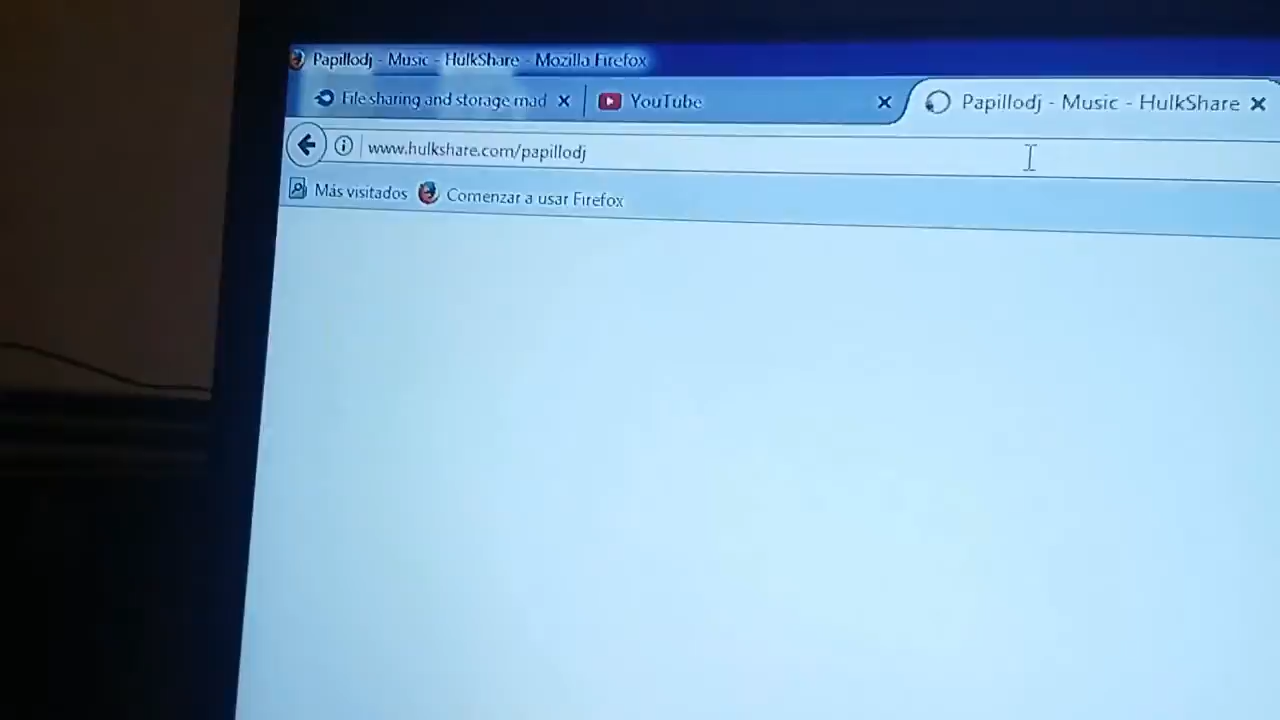 Papillodj - Music - HulkShare - Mozilla Firefox
File sharing and storage mad
YouTube
Papillodj - Music - HulkShare
www.hulkshare.com/papillodj
Más visitados
Comenzar a usar Firefox